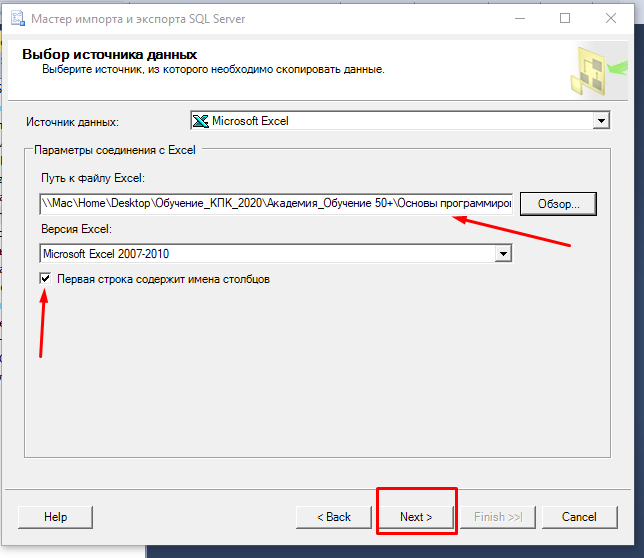 Мастер импорта и экспорта SQL Server
Выбор источника данных
Выберите источник, из которого необходимо скопировать данные.
Источник данных: Microsoft Excel
Параметры соединения с Excel
Путь к файлу Excel:
\\Mac\Home\Desktop\Обучение_КПК_2020\Академия_Обучение 50+\Основы программиров Обзор...
Версия Excel:
Microsoft Excel 2007-2010
Первая строка содержит имена столбцов
Help < Back Next > Finish >>| Cancel